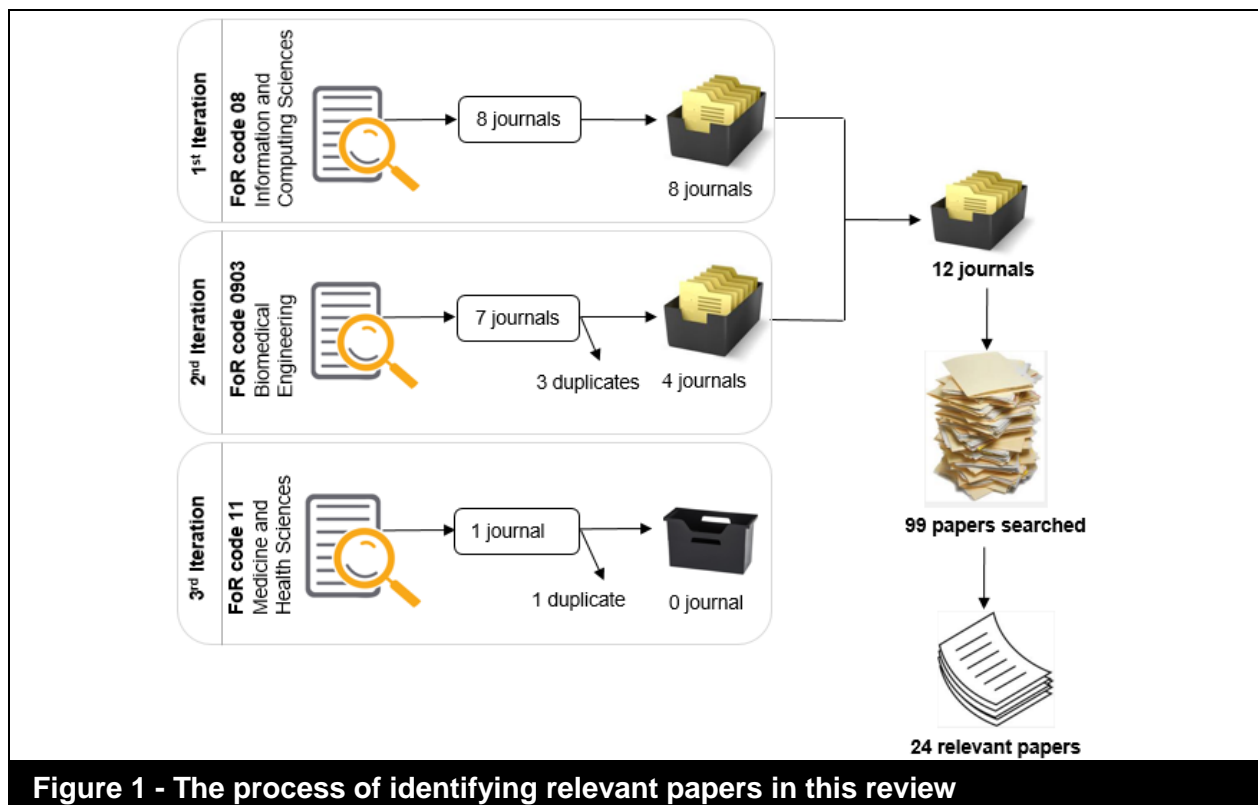 1st Iteration
FoR code 08
Information and
Computing Sciences
8 journals
8 journals
2nd Iteration
FoR code 0903
Biomedical
Engineering
7 journals
3 duplicates
4 journals
3rd Iteration
FoR code 11
Medicine and
Health Sciences
1 journal
1 duplicate
0 journal
12 journals
99 papers searched
24 relevant papers
Figure 1 - The process of identifying relevant papers in this review